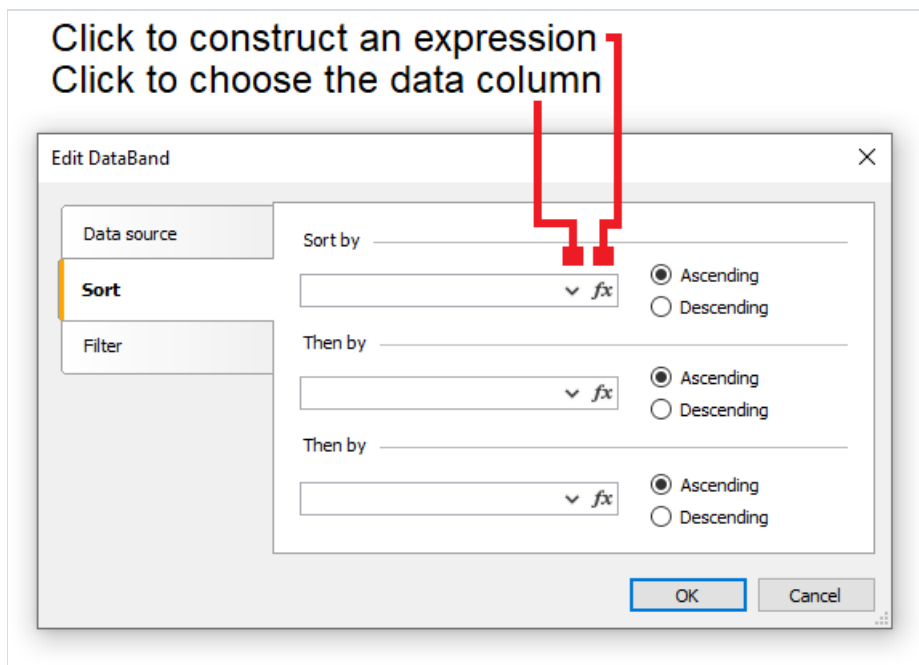 Click to construct an expression
Click to choose the data column
Edit DataBand
Data source
Sort
Filter
Sort by
fx
Ascending
Descending
Then by
fx
Ascending
Descending
Then by
fx
Ascending
Descending
OK
Cancel